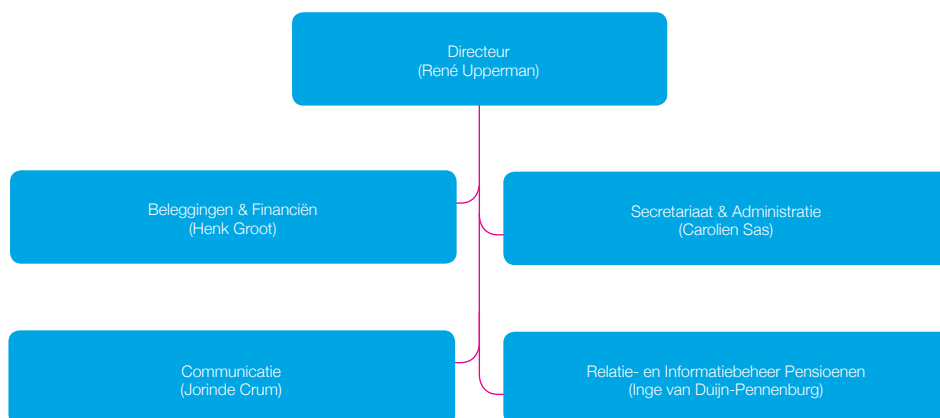 Directeur
(René Upperman)
Beleggingen & Financiën
(Henk Groot)
Secretariaat & Administratie
(Carolien Sas)
Communicatie
(Jorinde Crum)
Relatie- en Informatiebeheer Pensioenen
(Inge van Duijn-Pennenburg)